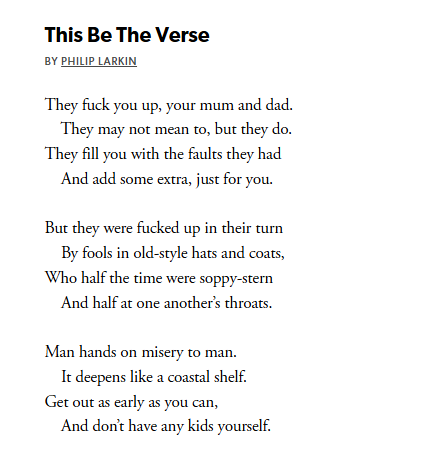 This Be The Verse
BY PHILIP LARKIN
They fuck you up, your mum and dad.
They may not mean to, but they do.
They fill you with the faults they had
And add some extra, just for you.
But they were fucked up in their turn
By fools in old-style hats and coats,
Who half the time were soppy-stern
And half at one another’s throats.
Man hands on misery to man.
It deepens like a coastal shelf.
Get out as early as you can,
And don’t have any kids yourself.